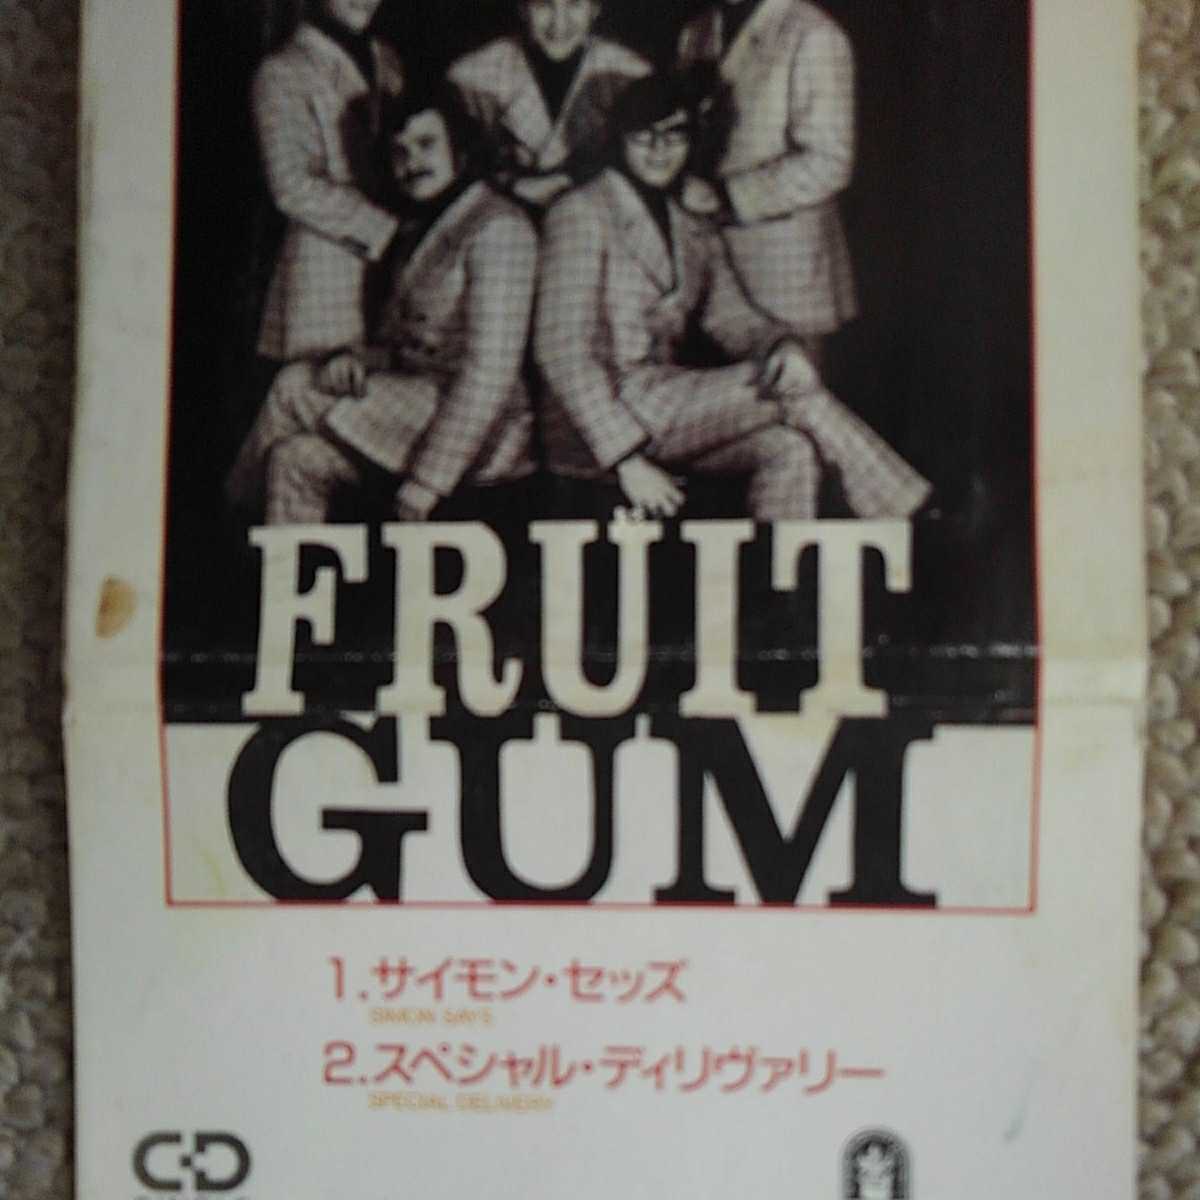 FRUIT
GUM
1.サイモン・セッズ
SIMON SAYS
2.スペシャル・ディリヴァリー
SPECIAL DELIVERY
CD